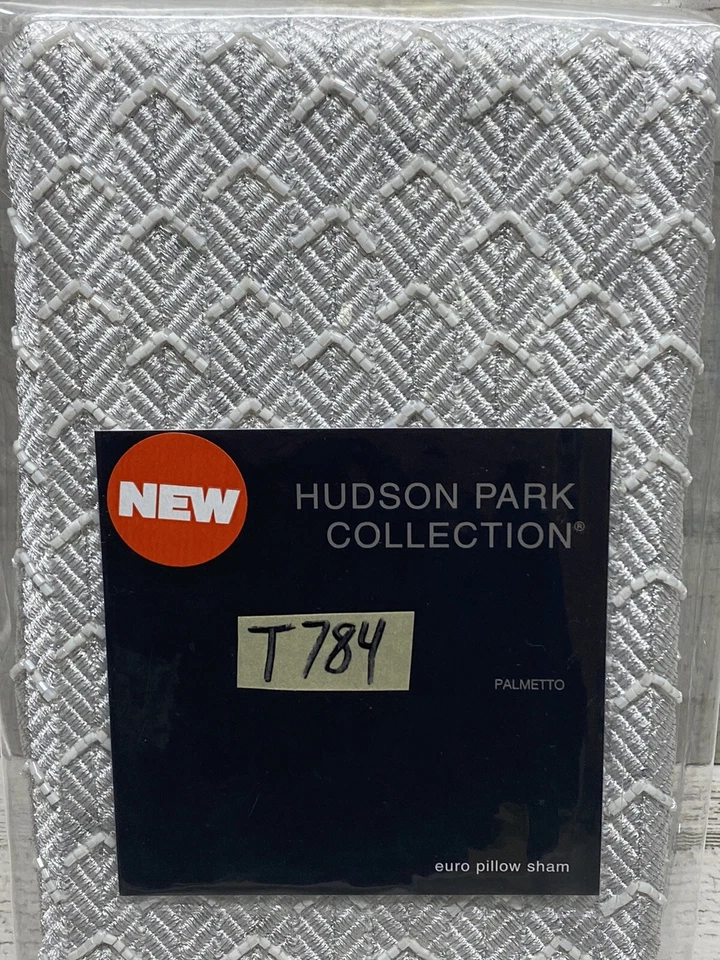 NEW
HUDSON PARK
COLLECTION®
T784
PALMETTO
euro pillow sham